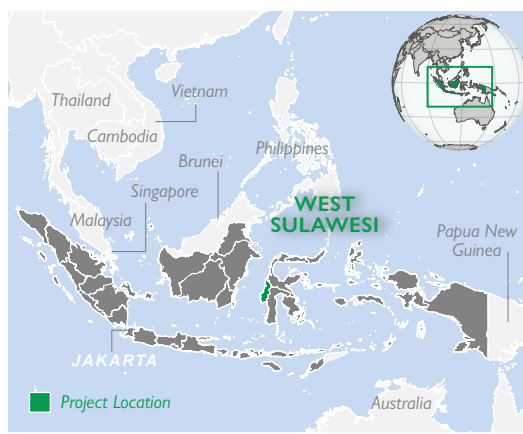 Thailand
Vietnam
Cambodia
Philippines
Brunei
Singapore
Malaysia
WEST
SULAWESI
Papua New
Guinea
JAKARTA
Project Location
Australia